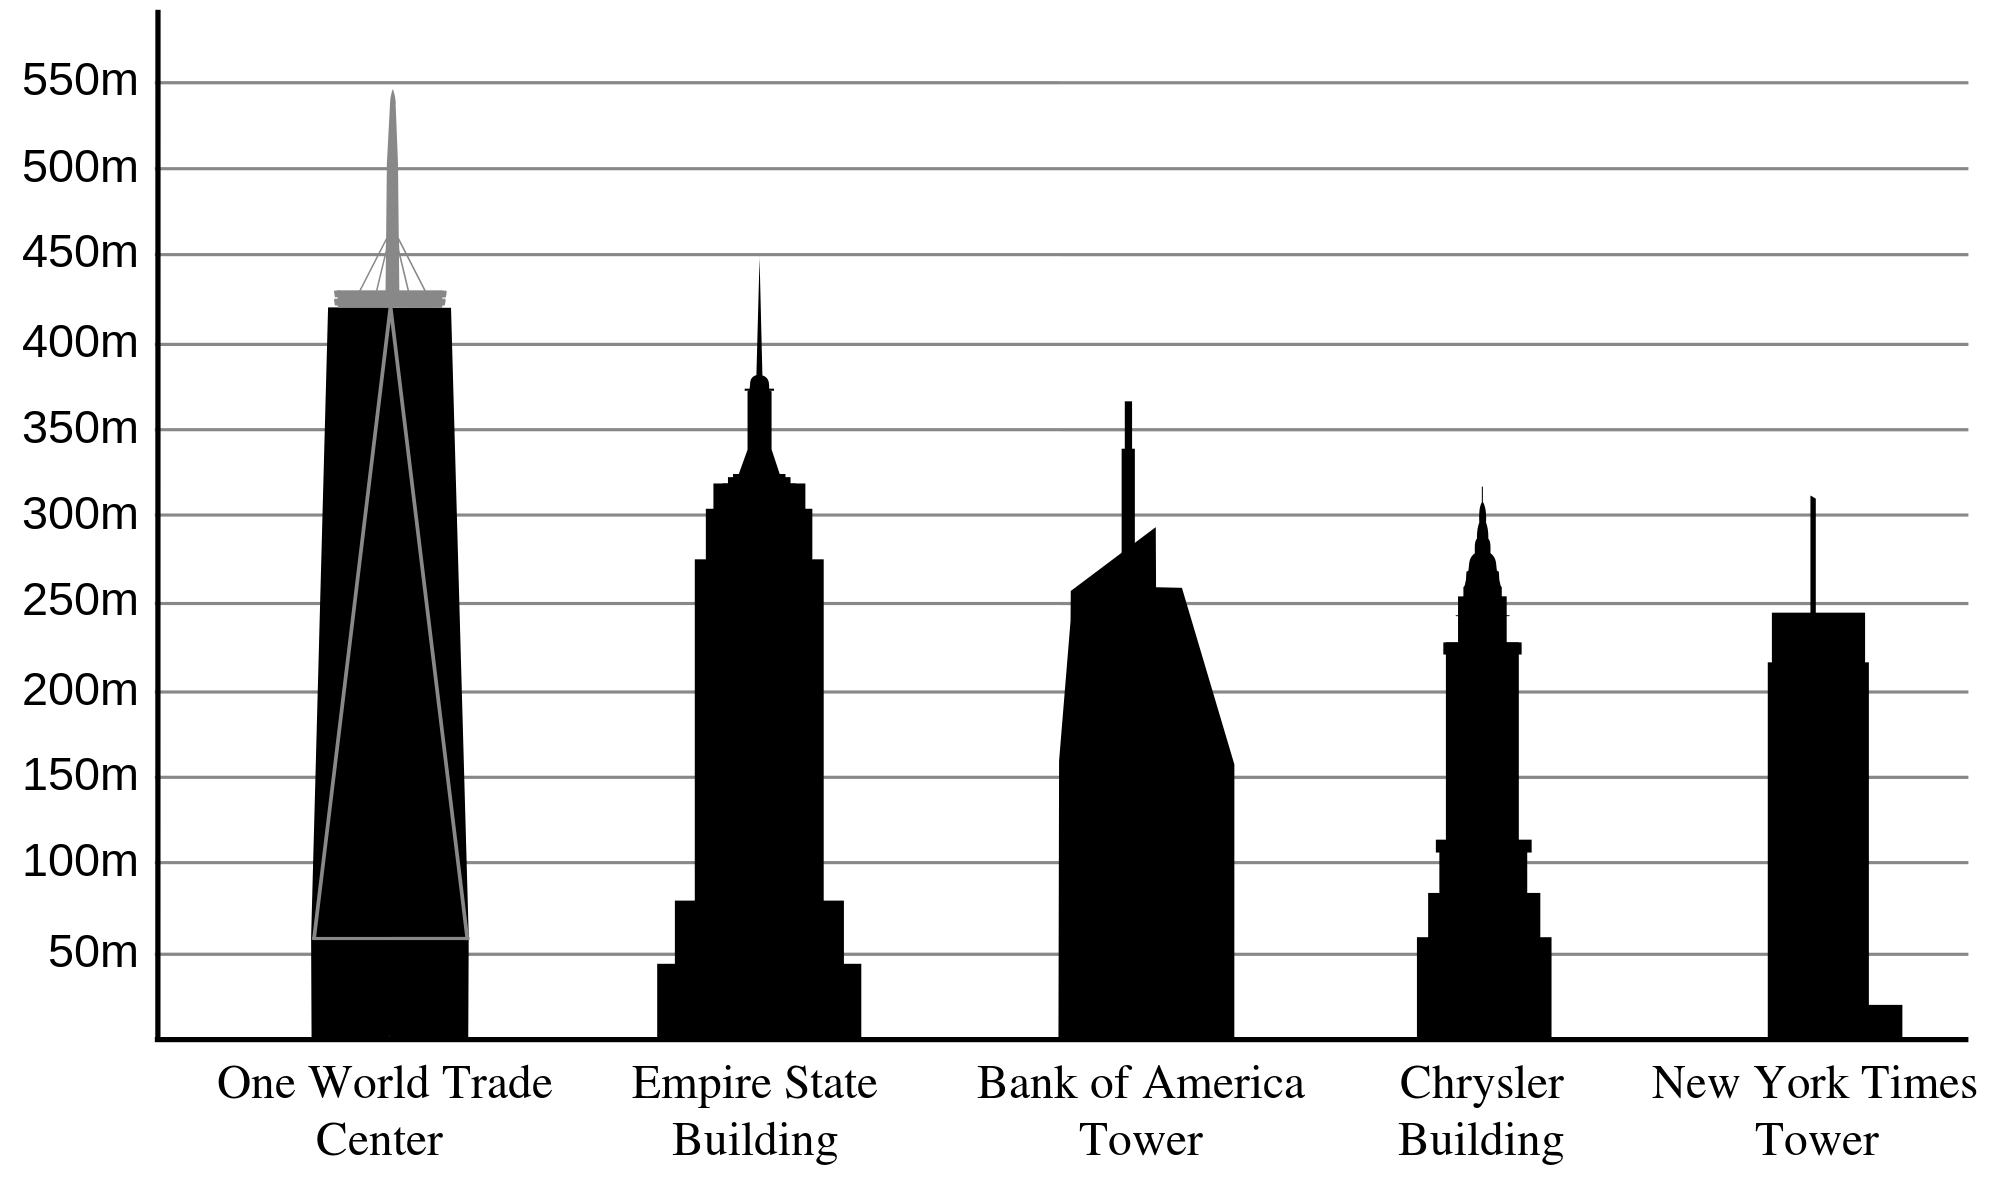 550m
500m
450m
400m
350m
300m
250m
200m
150m
100m
50m
One World Trade
Center
Empire State
Building
Bank of America
Tower
Chrysler
Building
New York Times
Tower